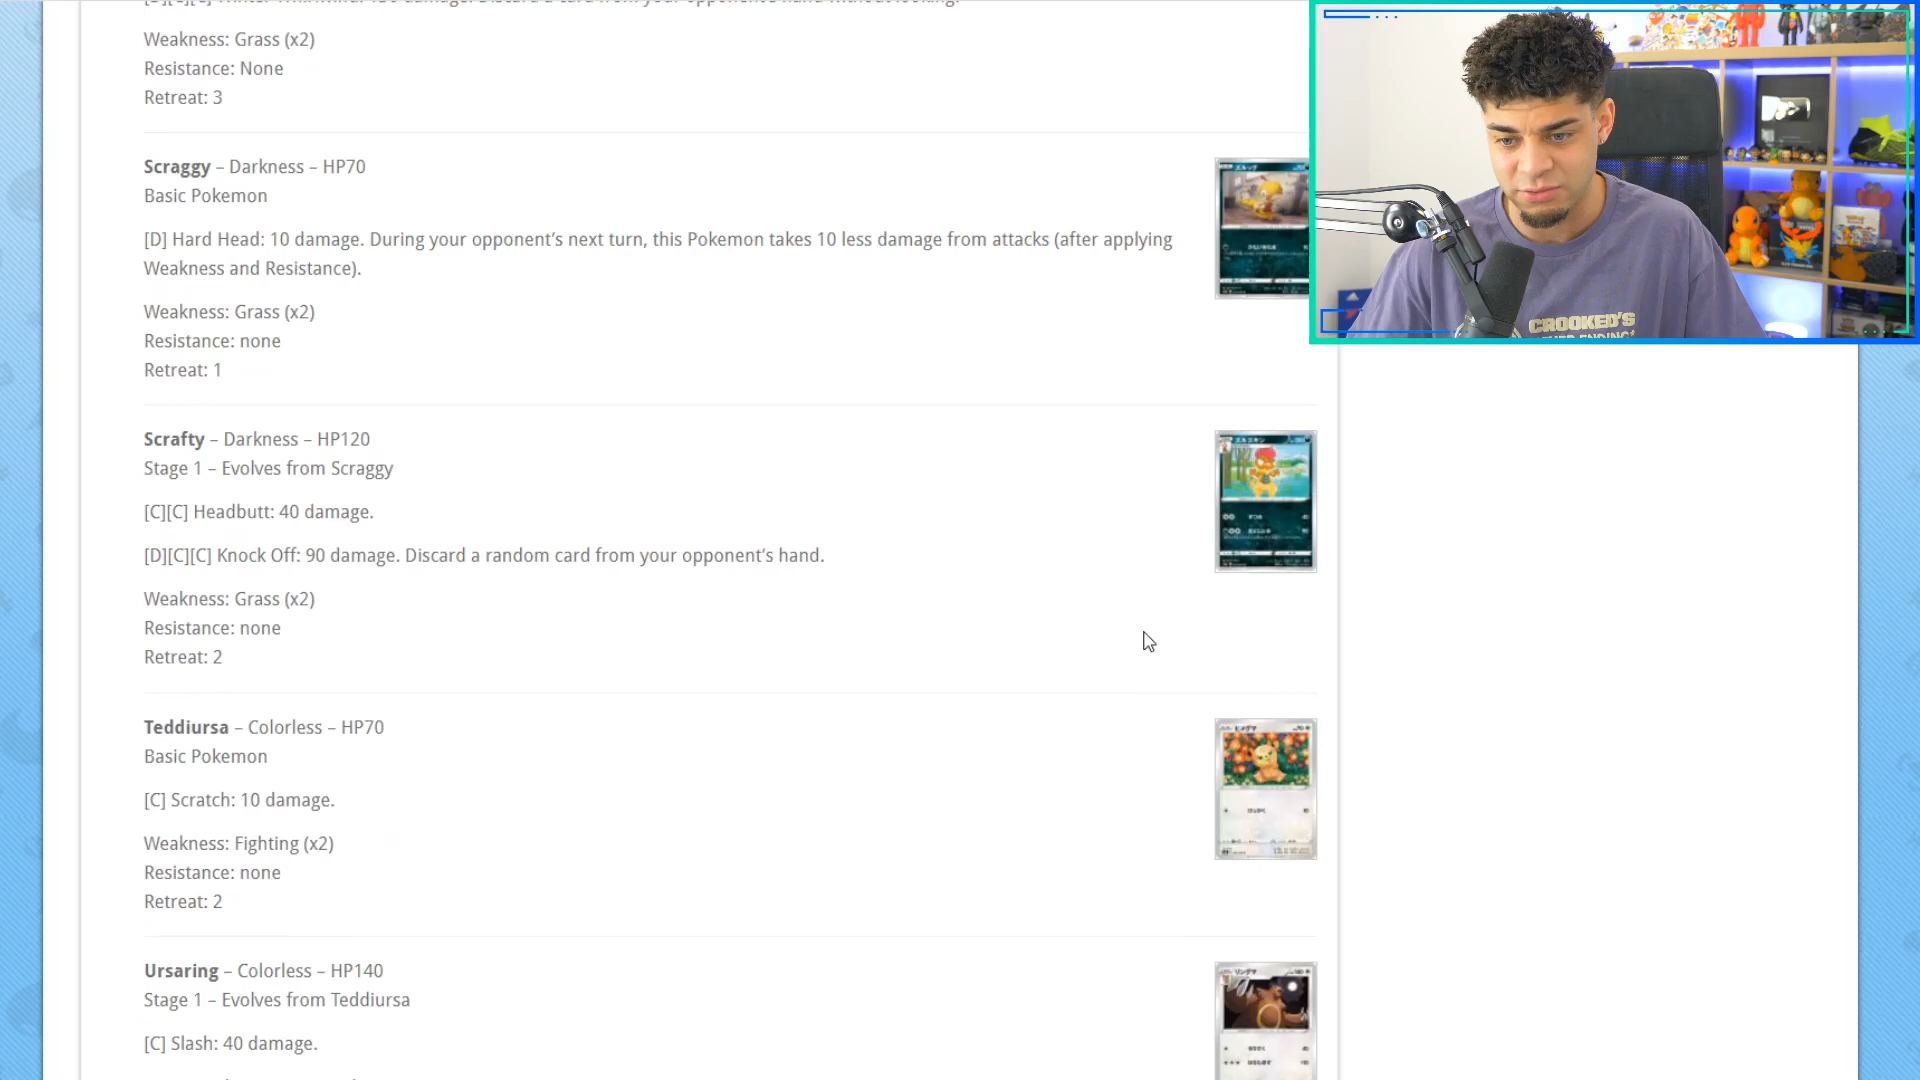 Weakness: Grass (x2)
Resistance: None
Retreat: 3
Scraggy – Darkness – HP70
Basic Pokemon
[D] Hard Head: 10 damage. During your opponent’s next turn, this Pokemon takes 10 less damage from attacks (after applying
Weakness and Resistance).
Weakness: Grass (x2)
Resistance: none
Retreat: 1
Scrafty – Darkness – HP120
Stage 1 – Evolves from Scraggy
[C][C] Headbutt: 40 damage.
[D][C][C] Knock Off: 90 damage. Discard a random card from your opponent’s hand.
Weakness: Grass (x2)
Resistance: none
Retreat: 2
Teddiursa – Colorless – HP70
Basic Pokemon
[C] Scratch: 10 damage.
Weakness: Fighting (x2)
Resistance: none
Retreat: 2
Ursaring – Colorless – HP140
Stage 1 – Evolves from Teddiursa
[C] Slash: 40 damage.
CROOKED'S